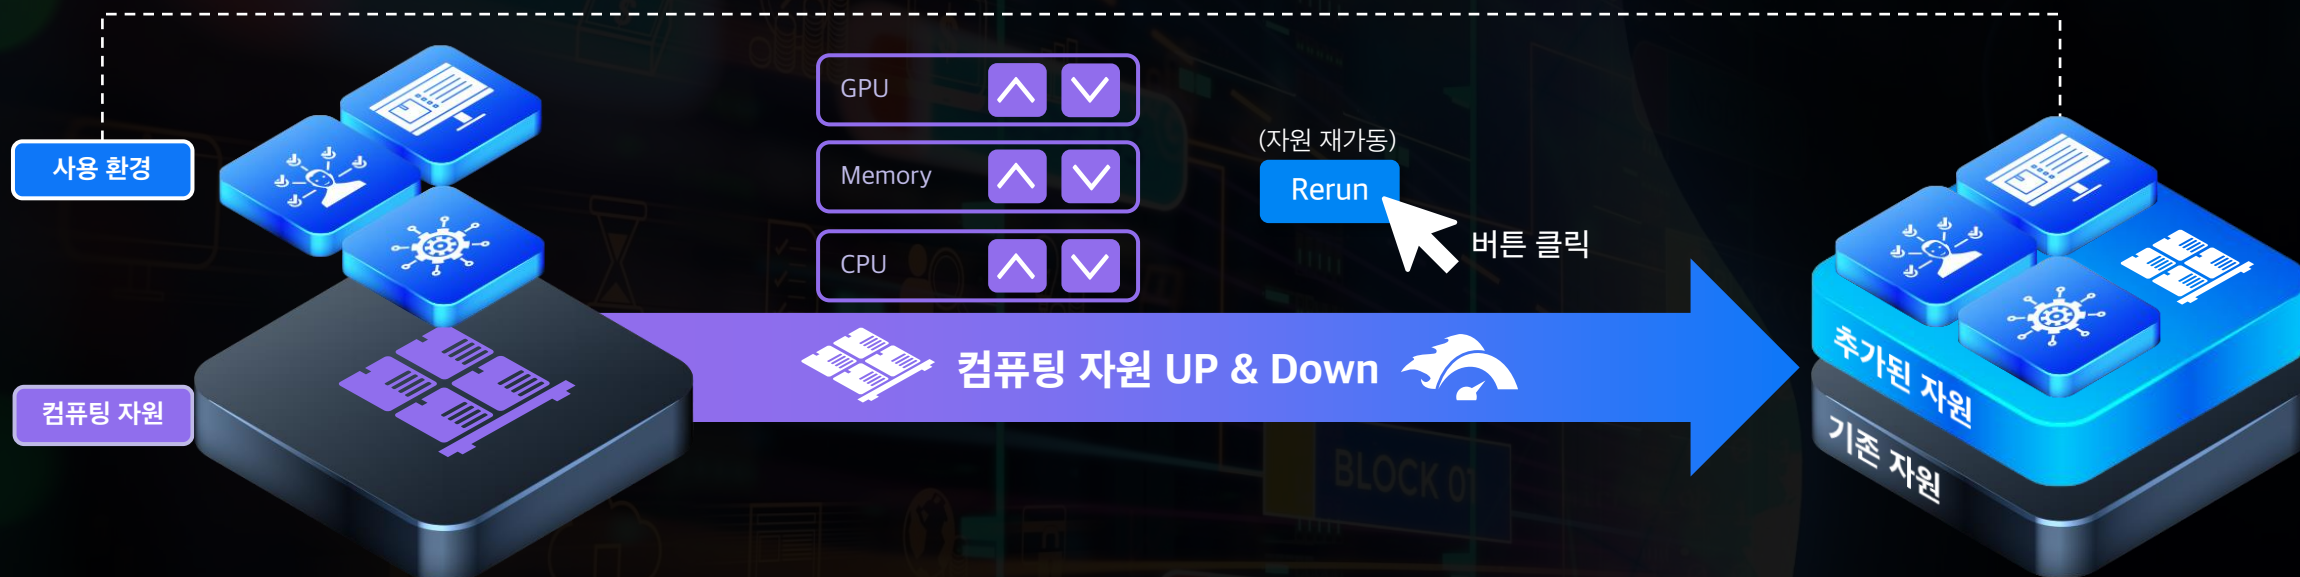 사용 환경
컴퓨팅 자원
GPU
Memory
CPU
(자원 재가동)
Rerun
버튼 클릭
컴퓨팅 자원 UP & Down
추가된 자원
기존 자원
BLOCK 01